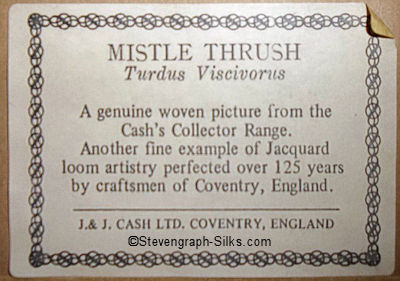 MISTLE THRUSH
Turdus Viscivorus
A genuine woven picture from the
Cash's Collector Range.
Another fine example of Jacquard
loom artistry perfected over 125 years
by craftsmen of Coventry, England.
J.& J. CASH LTD. COVENTRY, ENGLAND
©Stevengraph-Silks.com